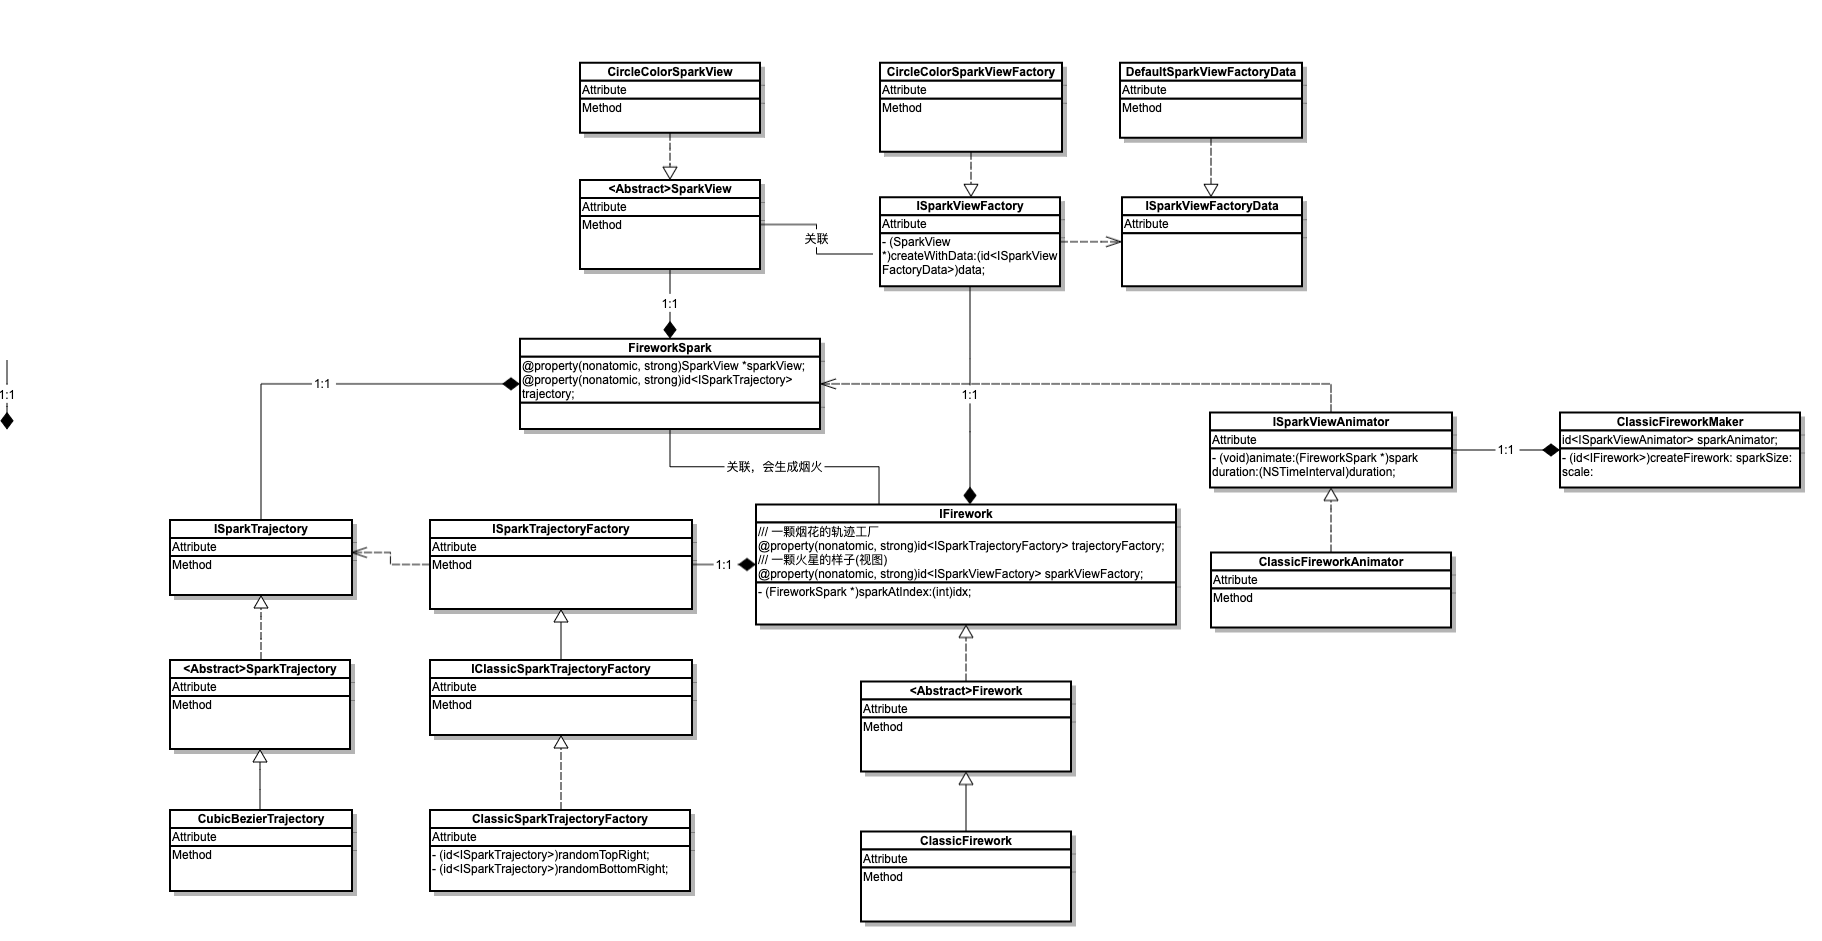 CircleColorSparkView
Attribute
Method
CircleColorSparkViewFactory
Attribute
Method
DefaultSparkViewFactoryData
Attribute
Method
<Abstract>SparkView
Attribute
Method
关联
ISparkViewFactory
Attribute
- (SparkView
*)createWithData:(id<ISparkView
FactoryData>)data;
ISparkViewFactoryData
Attribute
1:1
FireworkSpark
@property(nonatomic, strong)SparkView *sparkView;
@property(nonatomic, strong)id<ISparkTrajectory>
trajectory;
1:1
1:1
1:1
ISparkViewAnimator
Attribute
- (void)animate:(FireworkSpark *)spark
duration:(NSTimeInterval)duration;
1:1
ClassicFireworkMaker
id<ISparkViewAnimator> sparkAnimator;
- (id<IFirework>)createFirework: sparkSize:
scale:
关联，会生成烟火
ISparkTrajectory
Attribute
Method
ISparkTrajectoryFactory
Attribute
Method
1:1
IFirework
/// 一颗烟花的轨迹工厂
@property(nonatomic, strong)id<ISparkTrajectoryFactory> trajectoryFactory;
/// 一颗火星的样子(视图)
@property(nonatomic, strong)id<ISparkViewFactory> sparkViewFactory;
- (FireworkSpark *)sparkAtIndex:(int)idx;
ClassicFireworkAnimator
Attribute
Method
<Abstract>SparkTrajectory
Attribute
Method
IClassicSparkTrajectoryFactory
Attribute
Method
<Abstract>Firework
Attribute
Method
CubicBezierTrajectory
Attribute
Method
ClassicSparkTrajectoryFactory
Attribute
- (id<ISparkTrajectory>)randomTopRight;
- (id<ISparkTrajectory>)randomBottomRight;
ClassicFirework
Attribute
Method